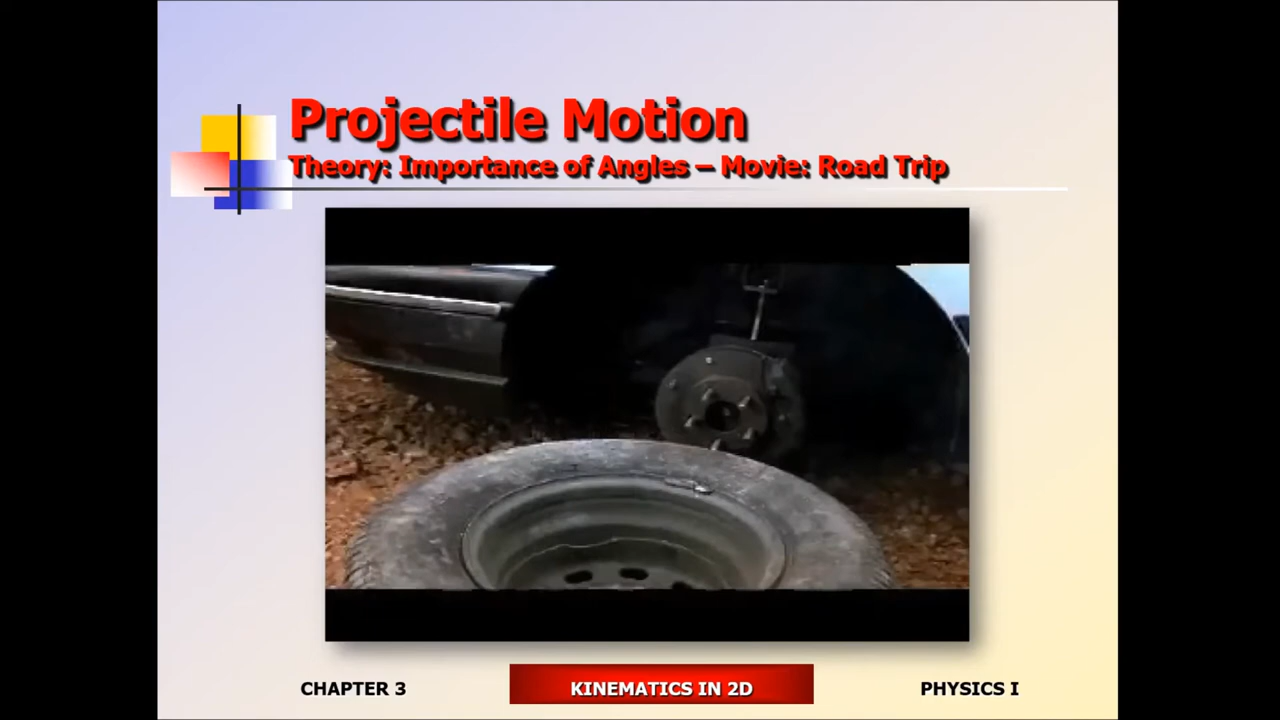 Projectile Motion
Theory: Importance of Angles – Movie: Road Trip
CHAPTER 3
KINEMATICS IN 2D
PHYSICS I